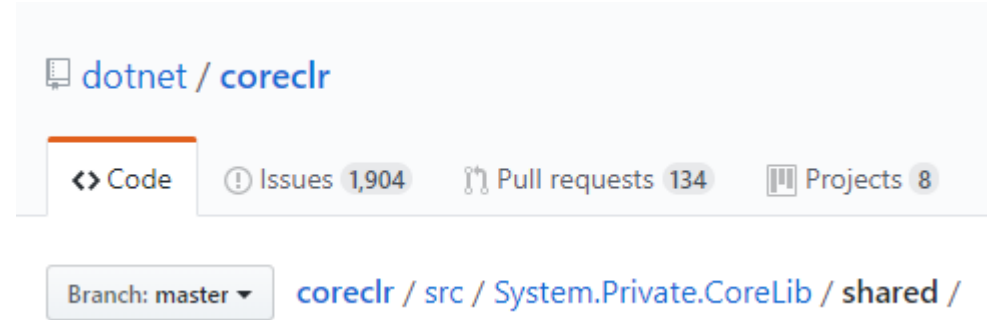 dotnet / coreclr
<> Code Issues 1,904 Pull requests 134 Projects 8
Branch: master coreclr / src / System.Private.CoreLib / shared /